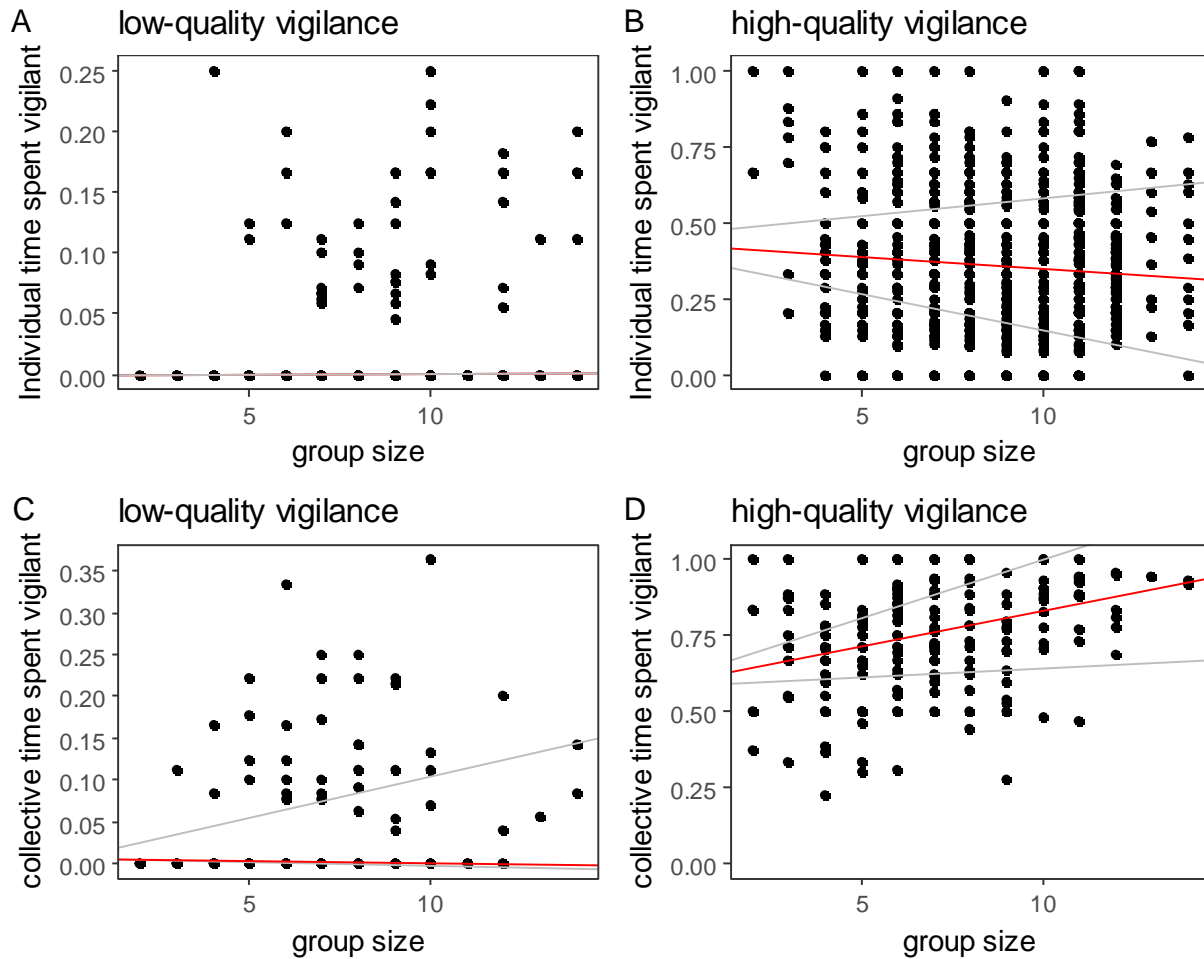 A low-quality vigilance
Individual time spent vigilant
0.25
0.20
0.15
0.10
0.05
0.00
5 10
group size
B high-quality vigilance
Individual time spent vigilant
1.00
0.75
0.50
0.25
0.00
5 10
group size
C low-quality vigilance
collective time spent vigilant
0.35
0.30
0.25
0.20
0.15
0.10
0.05
0.00
5 10
group size
D high-quality vigilance
collective time spent vigilant
1.00
0.75
0.50
0.25
0.00
5 10
group size